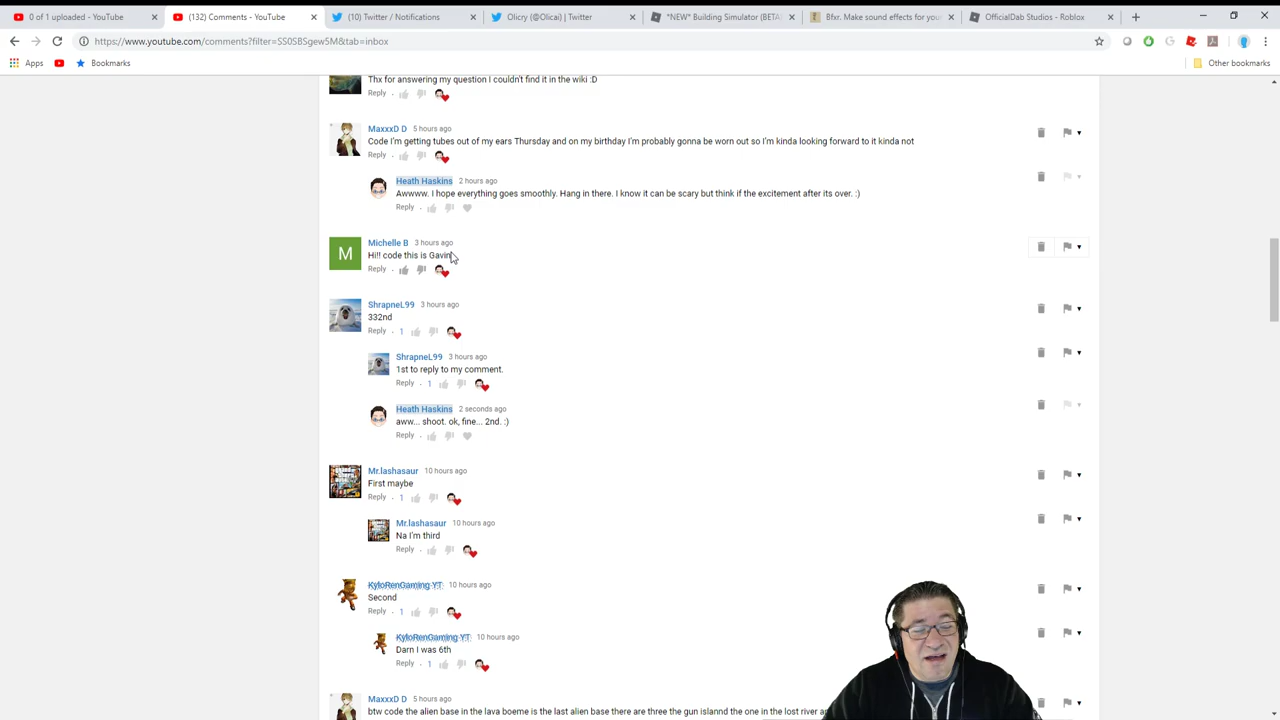 0 of 1 uploaded - YouTube
(132) Comments - YouTube
(10) Twitter / Notifications
Olicry (@Olicai) | Twitter
*NEW* Building Simulator (BETA)
Bfxr. Make sound effects for you
OfficialDab Studios - Roblox
https://www.youtube.com/comments?filter=SS0SBSgew5M&tab=inbox
Apps
Bookmarks
Other bookmarks
Thx for answering my question I couldn't find it in the wiki :D
Reply
MaxxxD D 5 hours ago
Code I'm getting tubes out of my ears Thursday and on my birthday I'm probably gonna be worn out so I'm kinda looking forward to it kinda not
Reply
Heath Haskins 2 hours ago
Awwww. I hope everything goes smoothly. Hang in there. I know it can be scary but think if the excitement after its over. :)
Reply
M
Michelle B 3 hours ago
Hi!! code this is Gavin
Reply
ShrapneL99 3 hours ago
332nd
Reply . 1
ShrapneL99 3 hours ago
1st to reply to my comment.
Reply . 1
Heath Haskins 2 seconds ago
aww... shoot. ok, fine... 2nd. :)
Reply
Mr.lashasaur 10 hours ago
First maybe
Reply . 1
Mr.lashasaur 10 hours ago
Na I'm third
Reply
KyloRenGaming-YT 10 hours ago
Second
Reply . 1
KyloRenGaming-YT 10 hours ago
Darn I was 6th
Reply . 1
MaxxxD D 5 hours ago
btw code the alien base in the lava boeme is the last alien base there are three the gun islannd the one in the lost river a